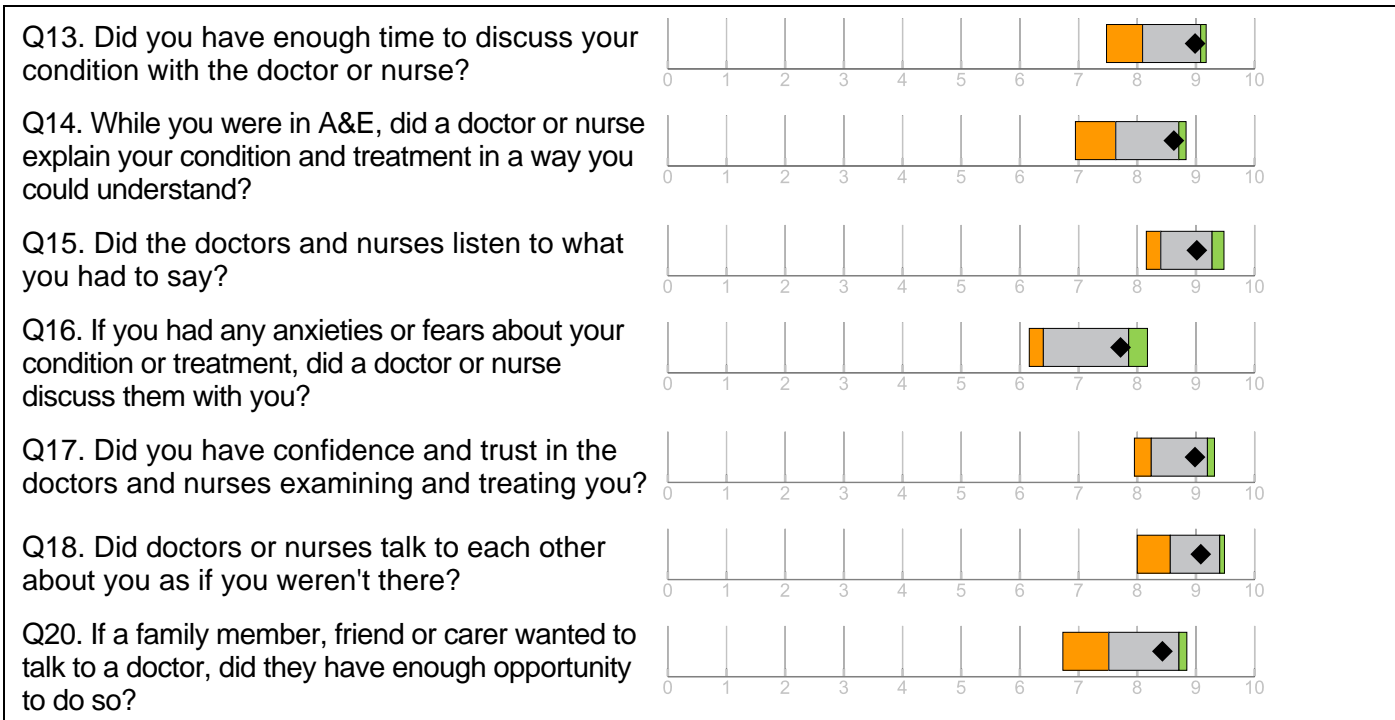 Q13. Did you have enough time to discuss your
condition with the doctor or nurse?
0 1 2 3 4 5 6 7 8 9 10
Q14. While you were in A&E, did a doctor or nurse
explain your condition and treatment in a way you
could understand?
0 1 2 3 4 5 6 7 8 9 10
Q15. Did the doctors and nurses listen to what
you had to say?
0 1 2 3 4 5 6 7 8 9 10
Q16. If you had any anxieties or fears about your
condition or treatment, did a doctor or nurse
discuss them with you?
0 1 2 3 4 5 6 7 8 9 10
Q17. Did you have confidence and trust in the
doctors and nurses examining and treating you?
0 1 2 3 4 5 6 7 8 9 10
Q18. Did doctors or nurses talk to each other
about you as if you weren't there?
0 1 2 3 4 5 6 7 8 9 10
Q20. If a family member, friend or carer wanted to
talk to a doctor, did they have enough opportunity
to do so?
0 1 2 3 4 5 6 7 8 9 10